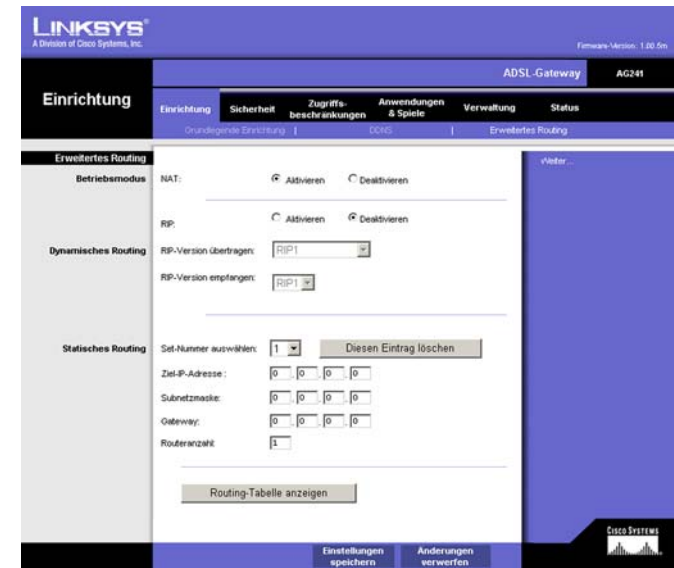 LINKSYS®
A Division of Cisco Systems, Inc.
Firmware-Version: 1.00.5m
ADSL-Gateway AG241
Einrichtung
Einrichtung Sicherheit Zugriffs-beschränkungen Anwendungen & Spiele Verwaltung Status
Grundlegende Einrichtung | DDNS | Erweitertes Routing
Erweitertes Routing
Weiter...
Betriebsmodus NAT: Aktivieren Deaktivieren
RIP: Aktivieren Deaktivieren
Dynamisches Routing RIP-Version übertragen: RIP1
RIP-Version empfangen: RIP1
Statisches Routing Set-Nummer auswählen: 1 Diesen Eintrag löschen
Ziel-IP-Adresse : 0 . 0 . 0 . 0
Subnetzmaske: 0 . 0 . 0 . 0
Gateway: 0 . 0 . 0 . 0
Routeranzahl: 1
Routing-Tabelle anzeigen
CISCO SYSTEMS
Einstellungen speichern Änderungen verwerfen